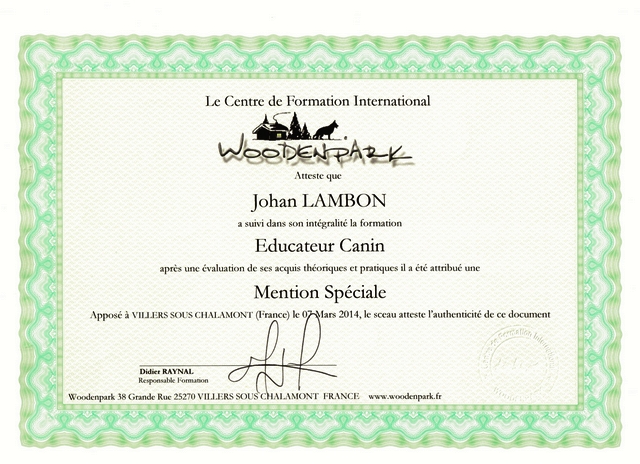 Le Centre de Formation International
WOODENPARK
Atteste que
Johan LAMBON
a suivi dans son intégralité la formation
Educateur Canin
après une évaluation de ses acquis théoriques et pratiques il a été attribué une
Mention Spéciale
Apposé à VILLERS SOUS CHALAMONT (France) le 07 Mars 2014, le sceau atteste l'authenticité de ce document
Didier RAYNAL
Responsable Formation
Woodenpark 38 Grande Rue 25270 VILLERS SOUS CHALAMONT FRANCE www.woodenpark.fr